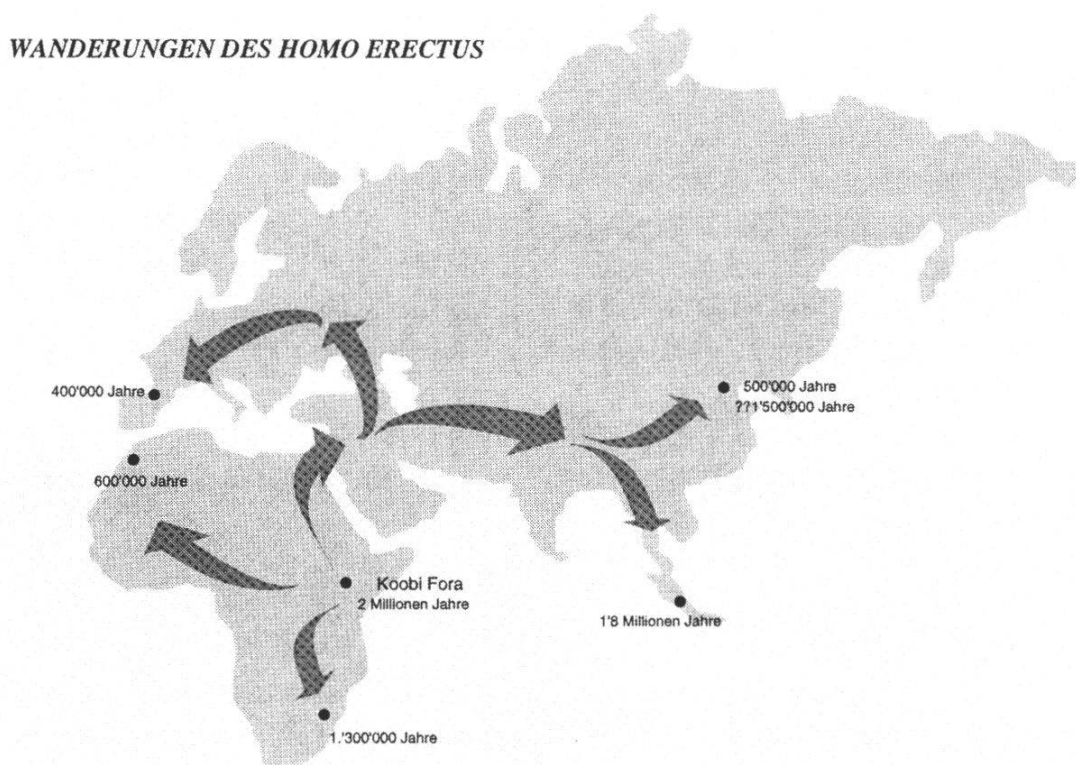 WANDERUNGEN DES HOMO ERECTUS
400'000 Jahre
500'000 Jahre
??1'500'000 Jahre
600'000 Jahre
Koobi Fora
2 Millionen Jahre
1'8 Millionen Jahre
1.'300'000 Jahre